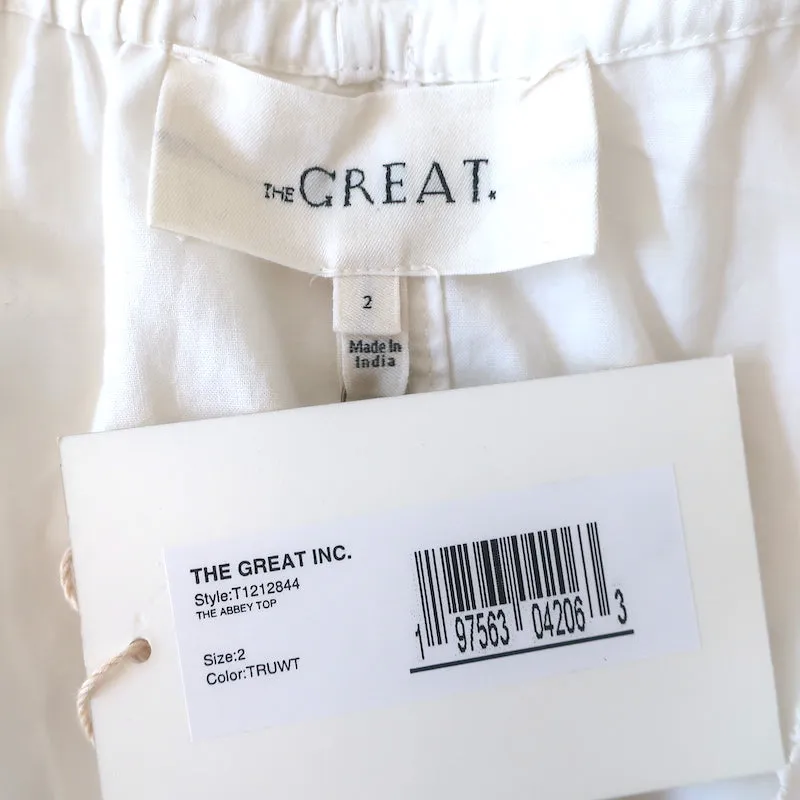 THE GREAT.
2
Made In
India
THE GREAT INC.
Style:T1212844
THE ABBEY TOP
Size:2
Color:TRUWT
1 97563 04206 3